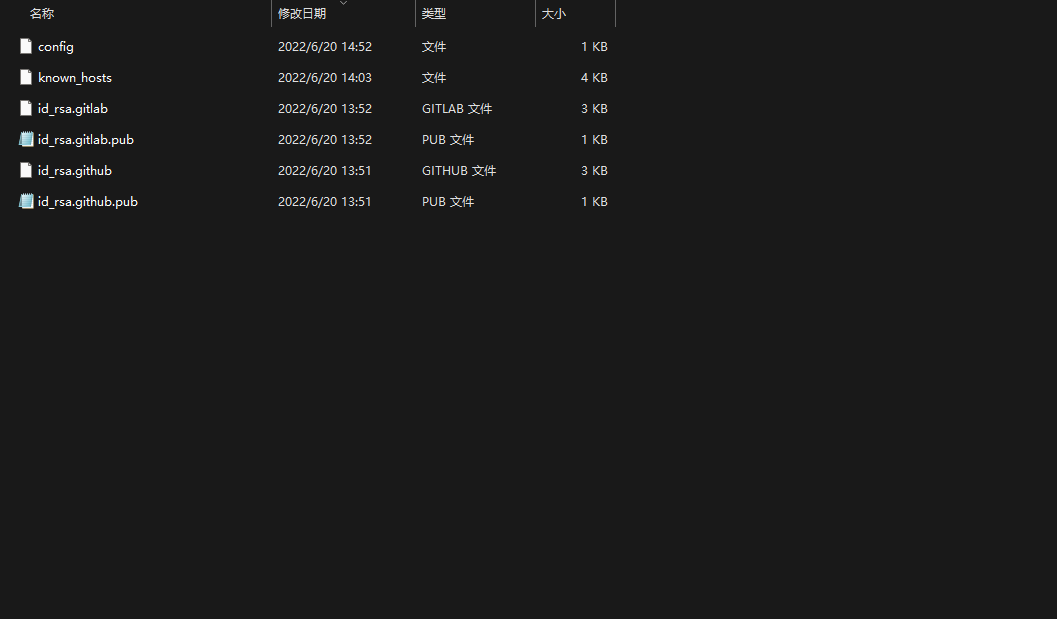 名称 修改日期 类型 大小
config 2022/6/20 14:52 文件 1 KB
known_hosts 2022/6/20 14:03 文件 4 KB
id_rsa.gitlab 2022/6/20 13:52 GITLAB 文件 3 KB
id_rsa.gitlab.pub 2022/6/20 13:52 PUB 文件 1 KB
id_rsa.github 2022/6/20 13:51 GITHUB 文件 3 KB
id_rsa.github.pub 2022/6/20 13:51 PUB 文件 1 KB